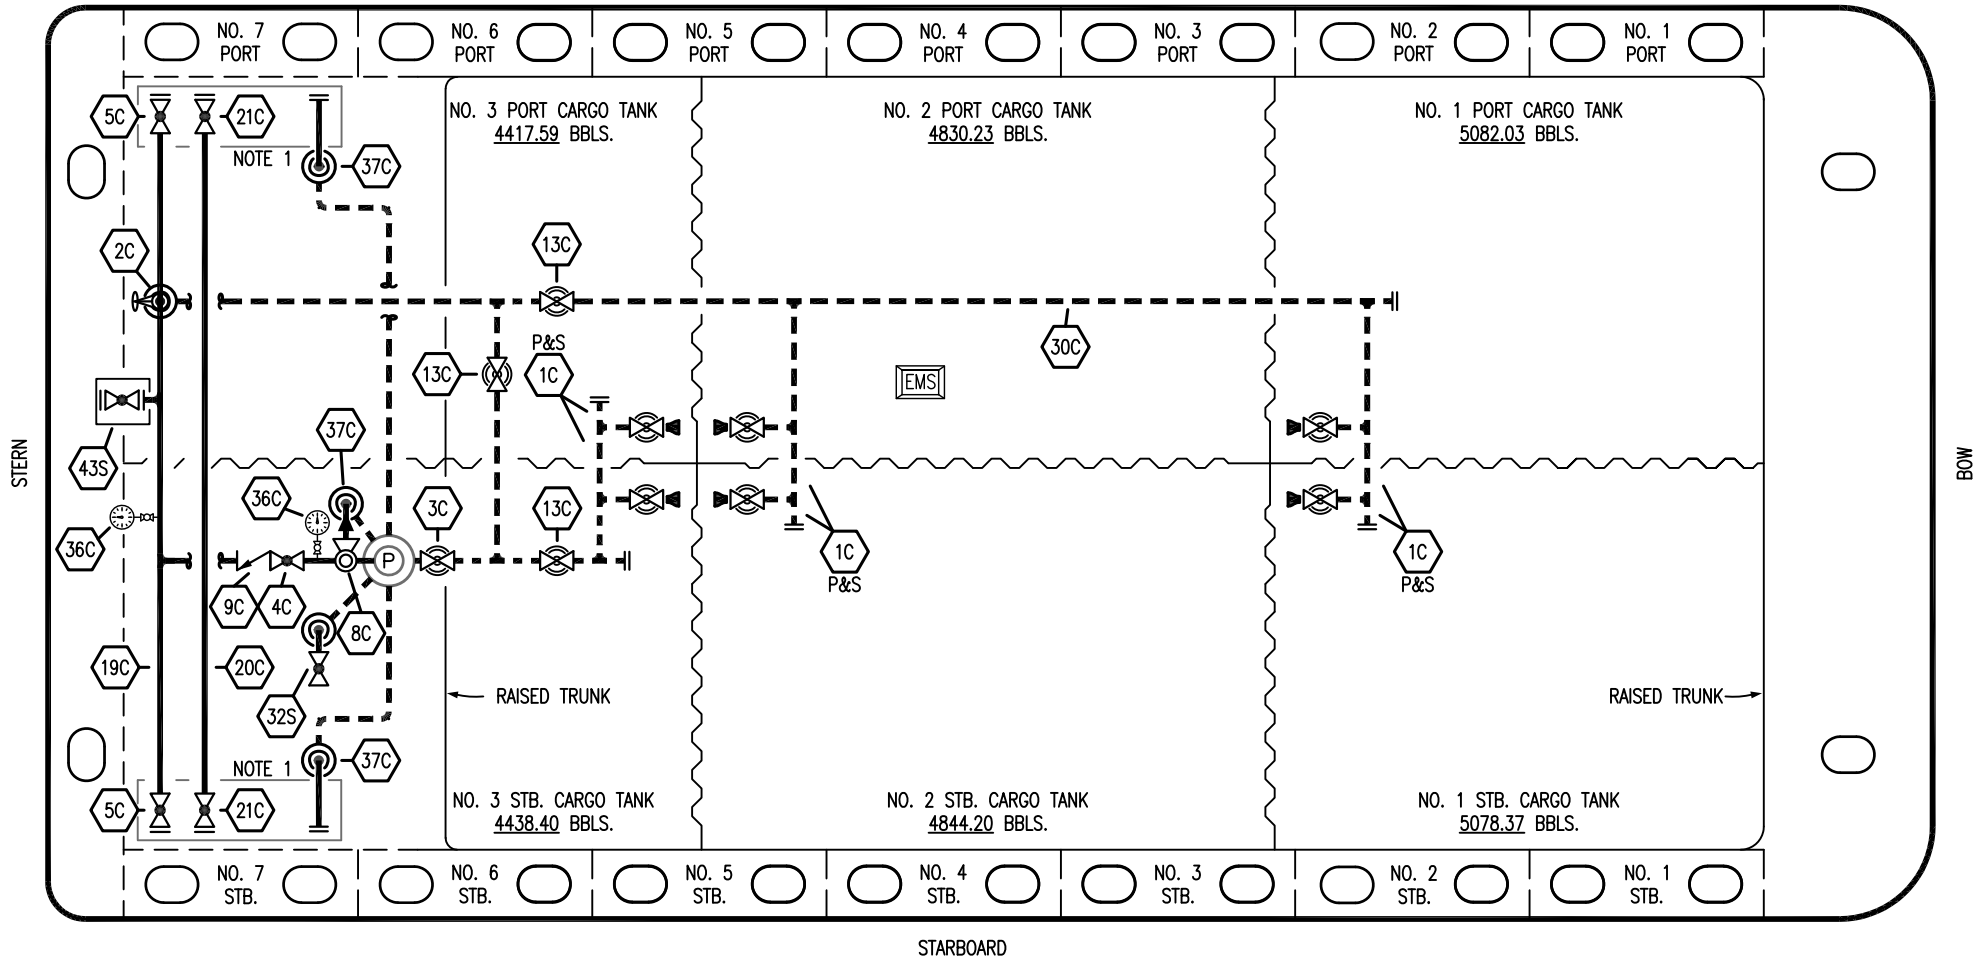 NO. 7
PORT
NO. 6
PORT
NO. 5
PORT
NO. 4
PORT
NO. 3
PORT
NO. 2
PORT
NO. 1
PORT
5C
21C
NOTE 1
37C
NO. 3 PORT CARGO TANK
4417.59 BBLS.
NO. 2 PORT CARGO TANK
4830.23 BBLS.
NO. 1 PORT CARGO TANK
5082.03 BBLS.
2C
13C
30C
P&S
1C
13C
EMS
STERN
BOW
43S
37C
36C
3C
13C
36C
P
1C
P&S
1C
P&S
9C
4C
8C
19C
20C
32S
RAISED TRUNK
RAISED TRUNK
NOTE 1
37C
5C
21C
NO. 3 STB. CARGO TANK
4438.40 BBLS.
NO. 2 STB. CARGO TANK
4844.20 BBLS.
NO. 1 STB. CARGO TANK
5078.37 BBLS.
NO. 7
STB.
NO. 6
STB.
NO. 5
STB.
NO. 4
STB.
NO. 3
STB.
NO. 2
STB.
NO. 1
STB.
STARBOARD